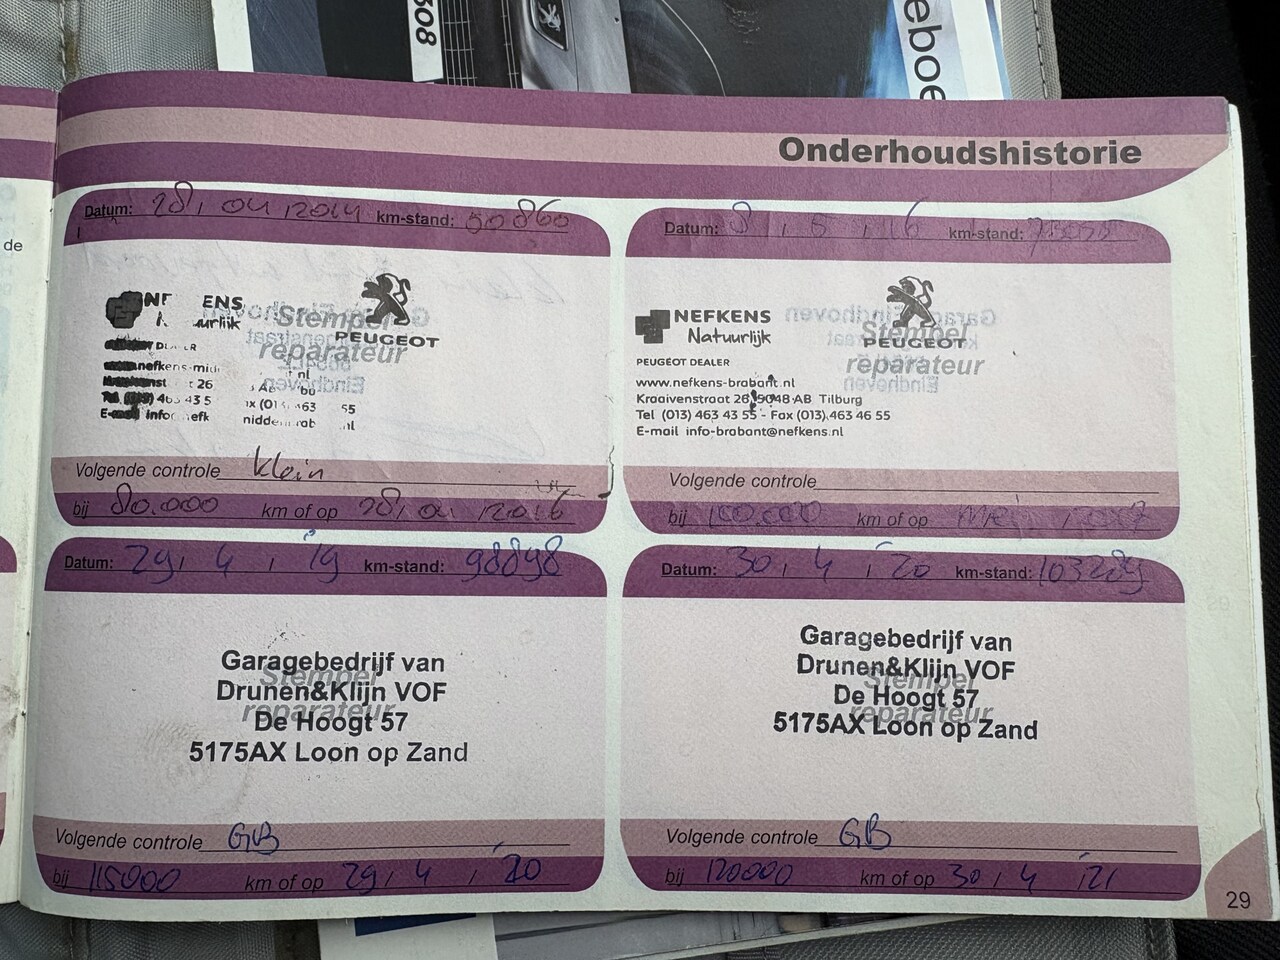 308
eboe
de
Onderhoudshistorie
Datum: 28, 04, 2014 km-stand: 50860
NEFKENS
Natuurlijk
PEUGEOT
Stempel
reparateur
DEALER
Volgende controle klein
bij 80.000 km of op 28, 04, 2016
Datum: 8, 5, 16 km-stand:
NEFKENS
Natuurlijk
PEUGEOT
Stempel
reparateur
PEUGEOT DEALER
www.nefkens-brabant.nl
Kraaivenstraat 26, 5048 AB Tilburg
Tel (013) 463 43 55 - Fax (013) 463 46 55
E-mail info-brabant@nefkens.nl
Volgende controle
bij 100.000 km of op Mei, 2017
Datum: 29, 4, '19 km-stand: 98898
Stempel
reparateur
Garagebedrijf van
Drunen&Klijn VOF
De Hoogt 57
5175AX Loon op Zand
Volgende controle GB
bij 115000 km of op 29, 4, '20
Datum: 30, 4, '20 km-stand: 103289
Stempel
reparateur
Garagebedrijf van
Drunen&Klijn VOF
De Hoogt 57
5175AX Loon op Zand
Volgende controle GB
bij 120000 km of op 30, 4, '21
29